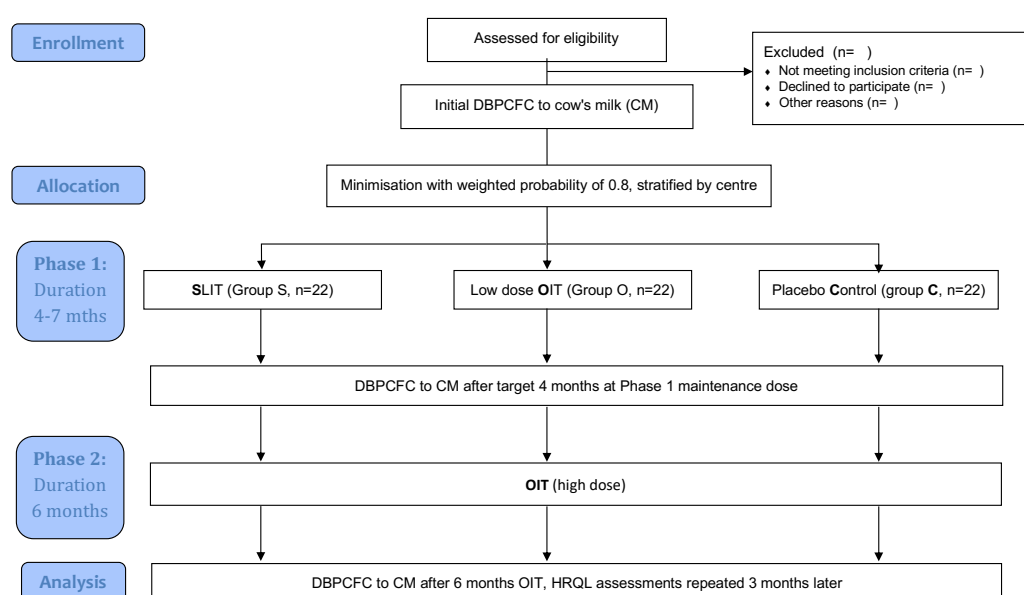 Enrollment
Assessed for eligibility
Excluded (n= )
♦ Not meeting inclusion criteria (n= )
♦ Declined to participate (n= )
♦ Other reasons (n= )
Initial DBPCFC to cow's milk (CM)
Allocation
Minimisation with weighted probability of 0.8, stratified by centre
Phase 1:
Duration
4-7 mths
SLIT (Group S, n=22)
Low dose OIT (Group O, n=22)
Placebo Control (group C, n=22)
DBPCFC to CM after target 4 months at Phase 1 maintenance dose
Phase 2:
Duration
6 months
OIT (high dose)
Analysis
DBPCFC to CM after 6 months OIT, HRQL assessments repeated 3 months later